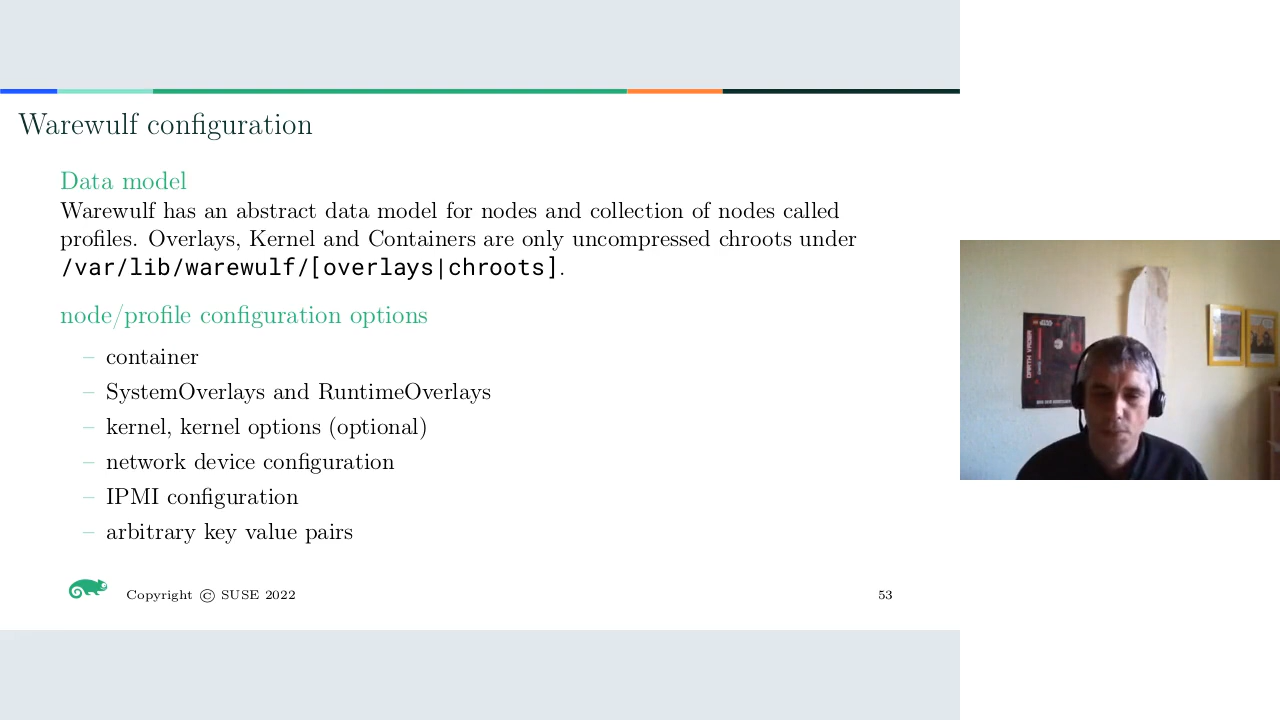 Warewulf configuration
Data model
Warewulf has an abstract data model for nodes and collection of nodes called
profiles. Overlays, Kernel and Containers are only uncompressed chroots under
/var/lib/warewulf/[overlays|chroots].
node/profile configuration options
– container
– SystemOverlays and RuntimeOverlays
– kernel, kernel options (optional)
– network device configuration
– IPMI configuration
– arbitrary key value pairs
Copyright © SUSE 2022
53
DARTH VADER